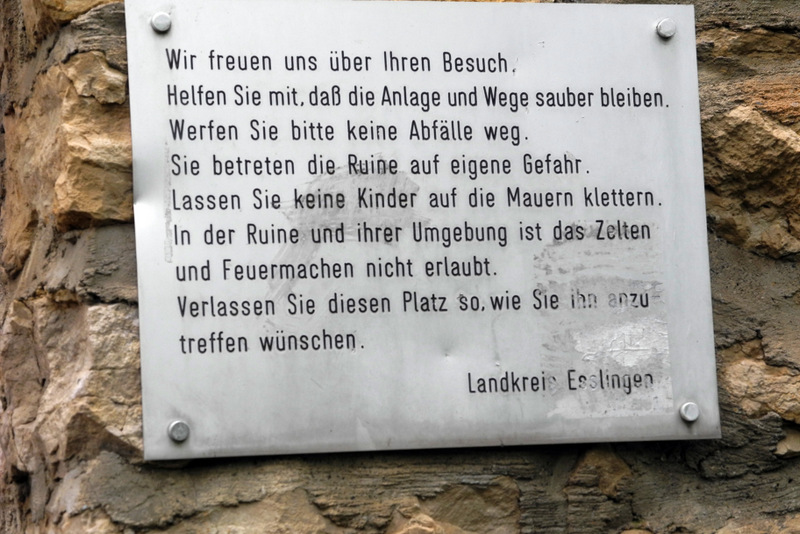 Wir freuen uns über Ihren Besuch.
Helfen Sie mit, daß die Anlage und Wege sauber bleiben.
Werfen Sie bitte keine Abfälle weg.
Sie betreten die Ruine auf eigene Gefahr.
Lassen Sie keine Kinder auf die Mauern klettern.
In der Ruine und ihrer Umgebung ist das Zelten
und Feuermachen nicht erlaubt.
Verlassen Sie diesen Platz so, wie Sie ihn anzu
treffen wünschen.
Landkreis Esslingen